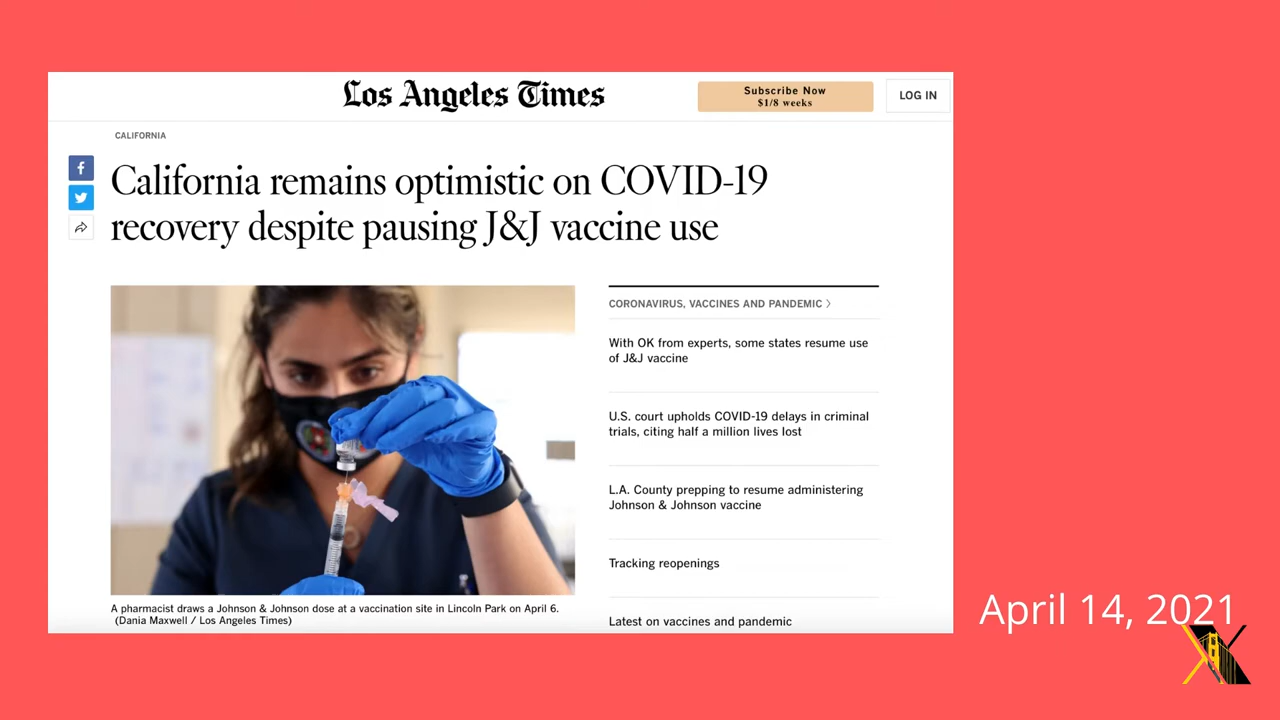 Los Angeles Times
Subscribe Now
$1/8 weeks
LOG IN
CALIFORNIA
California remains optimistic on COVID-19
recovery despite pausing J&J vaccine use
CORONAVIRUS, VACCINES AND PANDEMIC
With OK from experts, some states resume use
of J&J vaccine
U.S. court upholds COVID-19 delays in criminal
trials, citing half a million lives lost
L.A. County prepping to resume administering
Johnson & Johnson vaccine
Tracking reopenings
Latest on vaccines and pandemic
A pharmacist draws a Johnson & Johnson dose at a vaccination site in Lincoln Park on April 6.
(Dania Maxwell / Los Angeles Times)
April 14, 2021